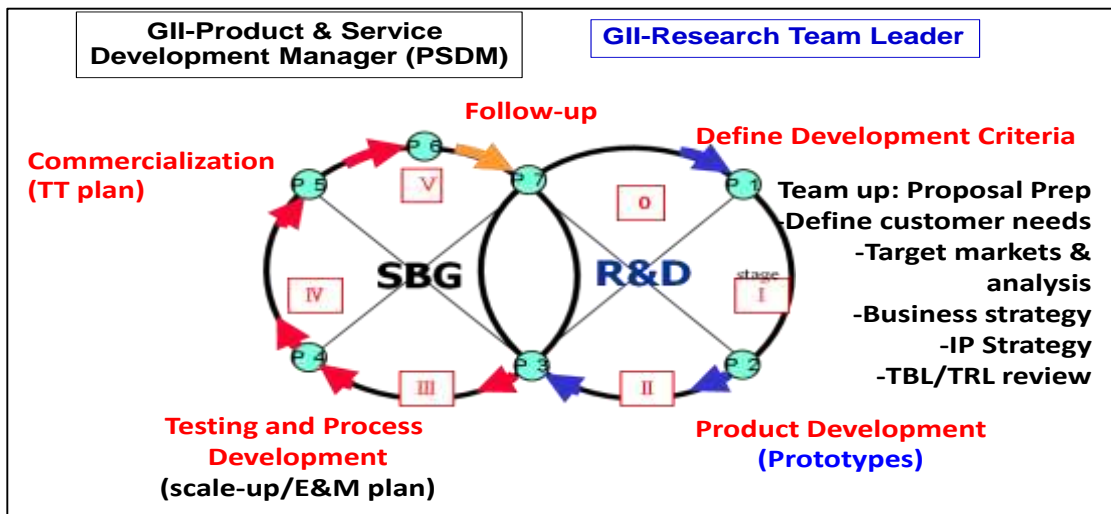 GII-Product & Service
Development Manager (PSDM)
GII-Research Team Leader
Follow-up
Define Development Criteria
Commercialization
(TT plan)
P 6
P 7
P 1
P 5
V
0
Team up: Proposal Prep
-Define customer needs
-Target markets &
analysis
-Business strategy
-IP Strategy
-TBL/TRL review
SBG
R&D
stage
I
IV
P 4
P 3
P 2
III
II
Testing and Process
Development
(scale-up/E&M plan)
Product Development
(Prototypes)